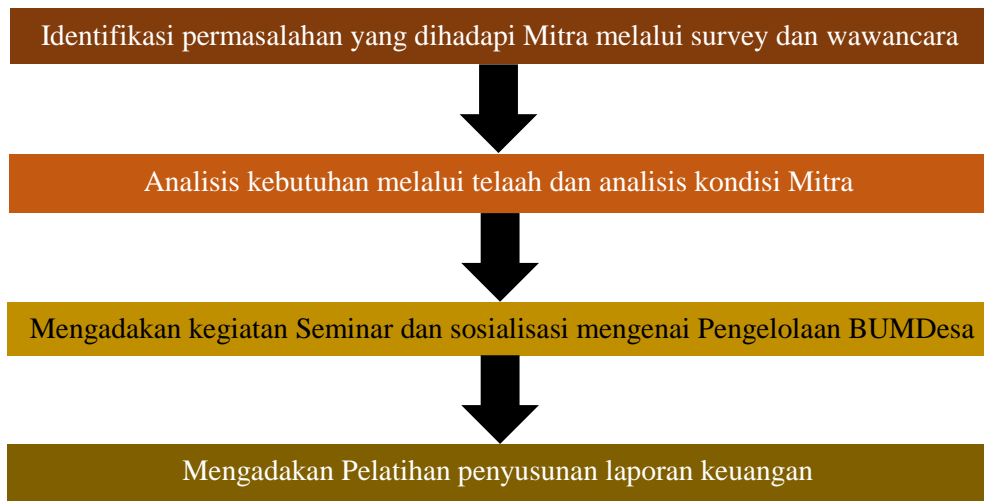 Identifikasi permasalahan yang dihadapi Mitra melalui survey dan wawancara
Analisis kebutuhan melalui telaah dan analisis kondisi Mitra
Mengadakan kegiatan Seminar dan sosialisasi mengenai Pengelolaan BUMDesa
Mengadakan Pelatihan penyusunan laporan keuangan